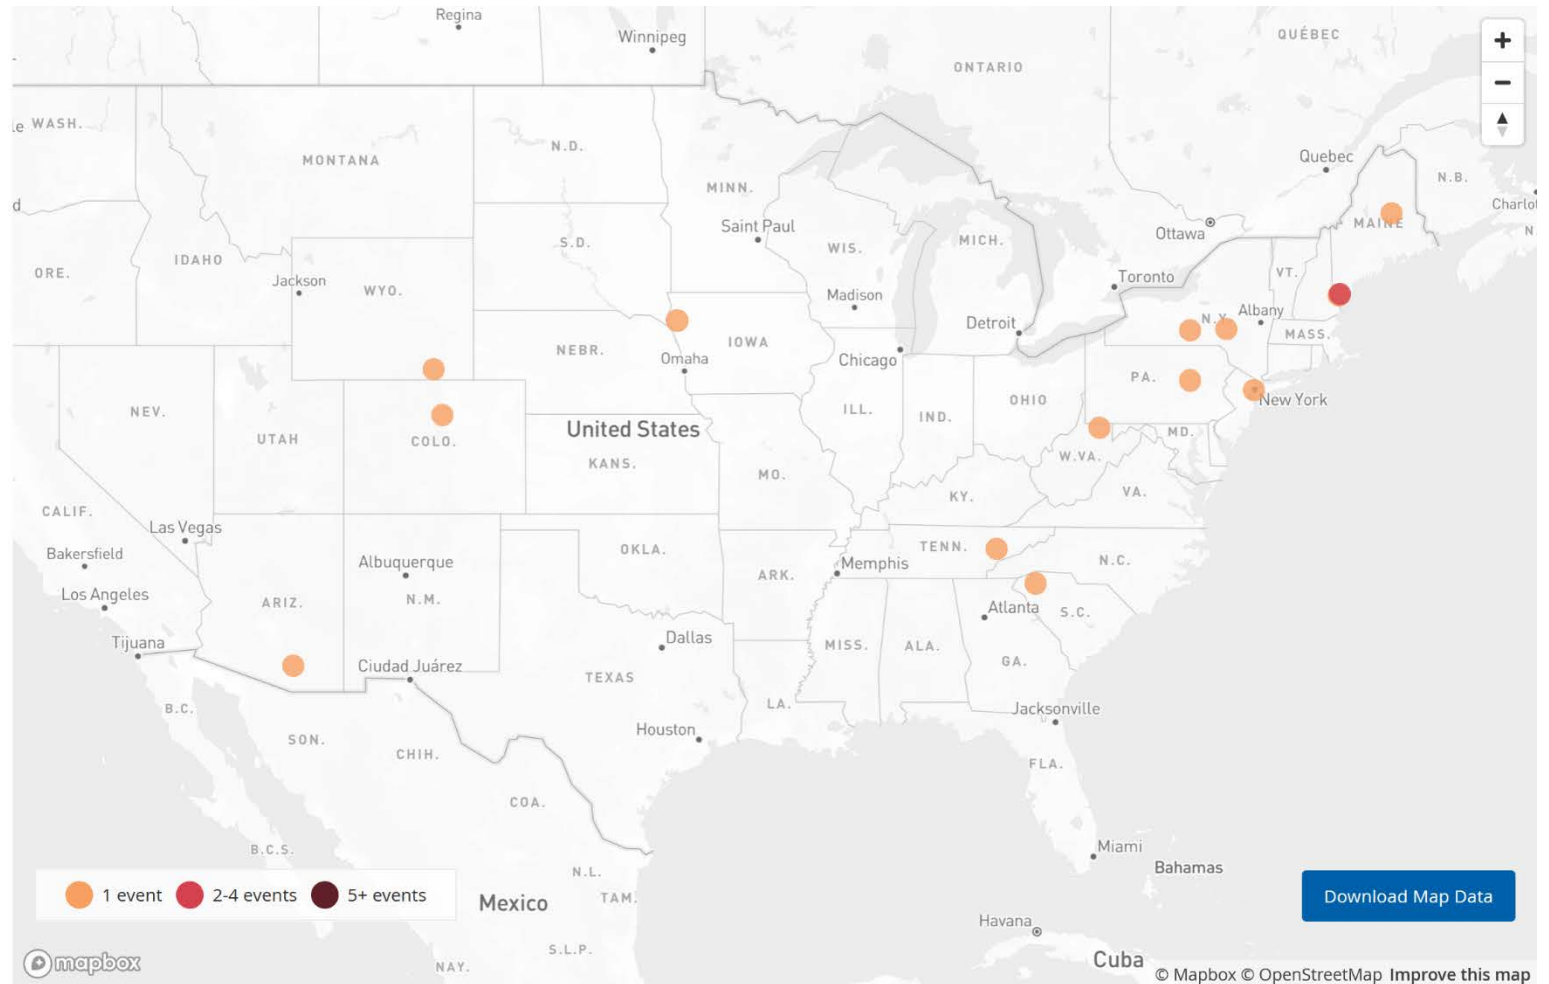 Regina
Winnipeg
QUÉBEC
ONTARIO
+
−
le WASH.
MONTANA
N.D.
MINN.
Quebec
N.B.
d
Charlot
MAINE
Saint Paul
Ottawa
N
S.D.
WIS.
MICH.
IDAHO
ORE.
Jackson
WYO.
Toronto
VT.
Madison
Detroit
N.Y.
Albany
MASS.
IOWA
NEBR.
Omaha
Chicago
PA.
NEV.
ILL.
IND.
OHIO
New York
UTAH
COLO.
United States
MD.
KANS.
W.VA.
MO.
KY.
VA.
CALIF.
Las Vegas
Bakersfield
Albuquerque
OKLA.
TENN.
Memphis
N.C.
ARK.
Los Angeles
ARIZ.
N.M.
Atlanta
S.C.
Tijuana
Dallas
MISS.
ALA.
Ciudad Juárez
TEXAS
GA.
B.C.
LA.
Jacksonville
SON.
CHIH.
Houston
FLA.
COA.
B.C.S.
Miami
Bahamas
N.L.
1 event 2-4 events 5+ events
Mexico
TAM.
Download Map Data
Havana
S.L.P.
Cuba
mapbox
NAY.
© Mapbox © OpenStreetMap Improve this map